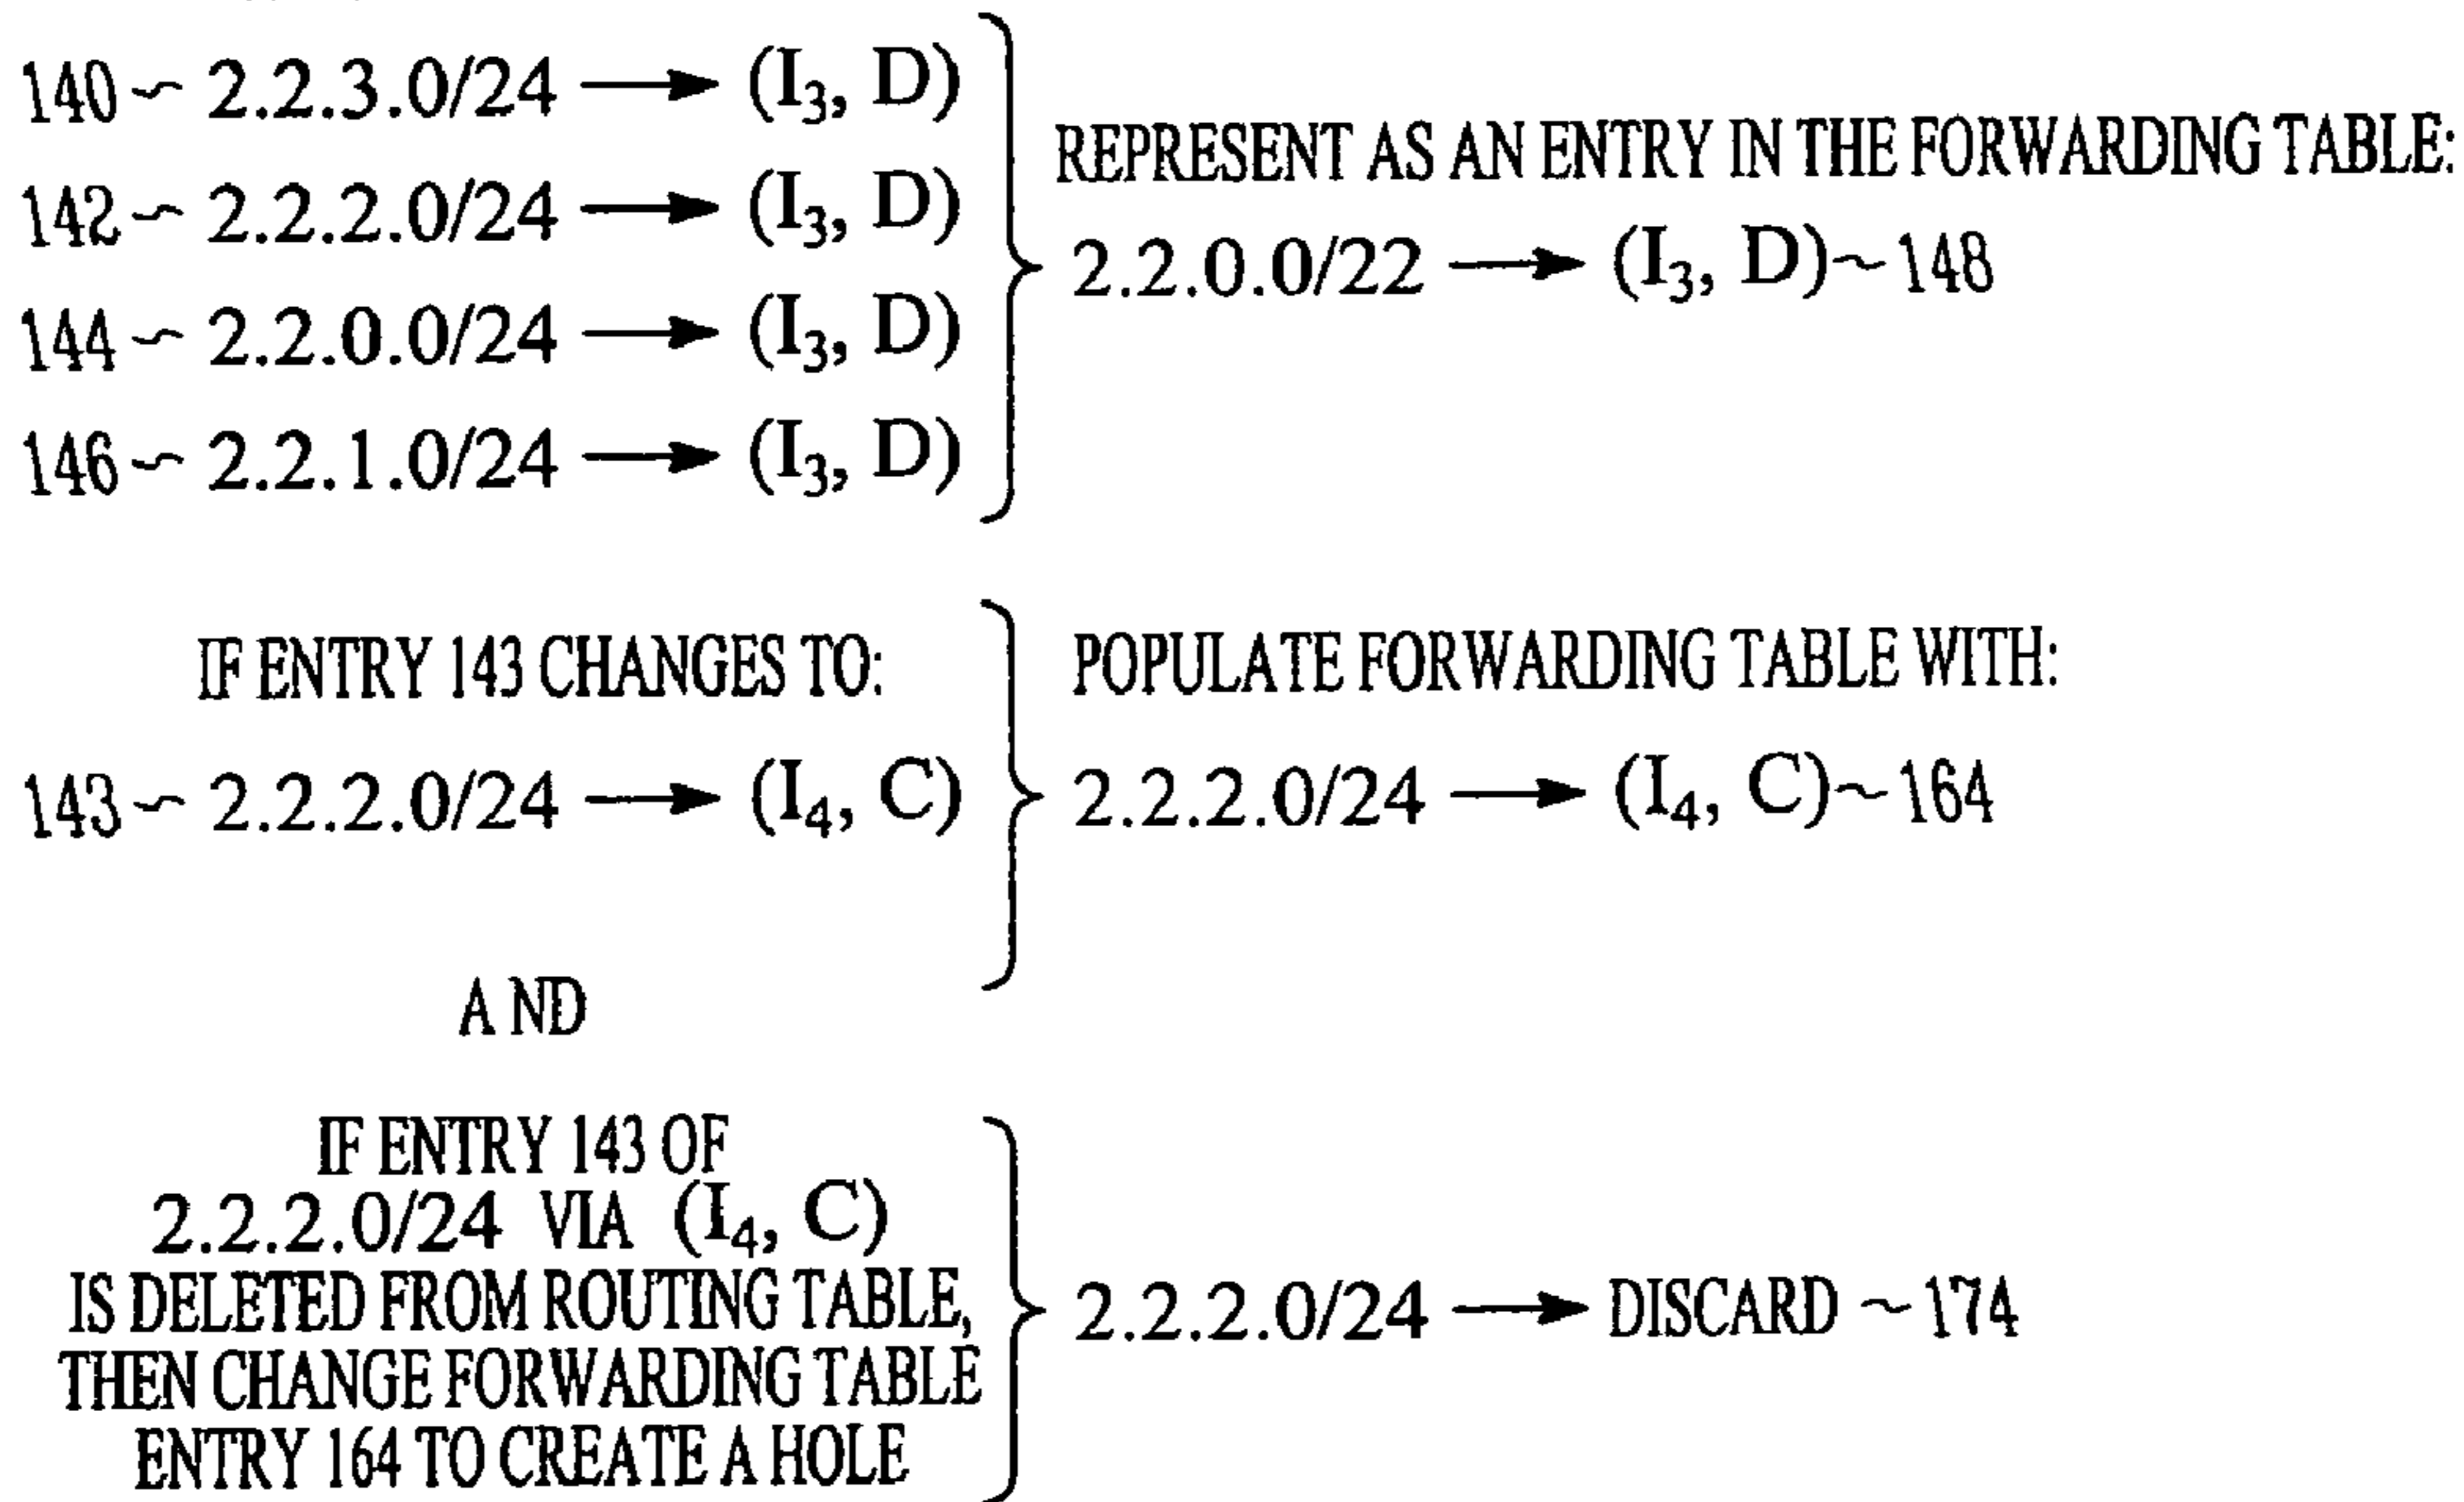 140 ~ 2.2.3.0/24 → (I₃, D)
142 ~ 2.2.2.0/24 → (I₃, D)
144 ~ 2.2.0.0/24 → (I₃, D)
146 ~ 2.2.1.0/24 → (I₃, D)
REPRESENT AS AN ENTRY IN THE FORWARDING TABLE:
2.2.0.0/22 → (I₃, D) ~ 148
IF ENTRY 143 CHANGES TO:
143 ~ 2.2.2.0/24 → (I₄, C)
POPULATE FORWARDING TABLE WITH:
2.2.2.0/24 → (I₄, C) ~ 164
AND
IF ENTRY 143 OF
2.2.2.0/24 VIA (I₄, C)
IS DELETED FROM ROUTING TABLE,
THEN CHANGE FORWARDING TABLE
ENTRY 164 TO CREATE A HOLE
2.2.2.0/24 → DISCARD ~ 174